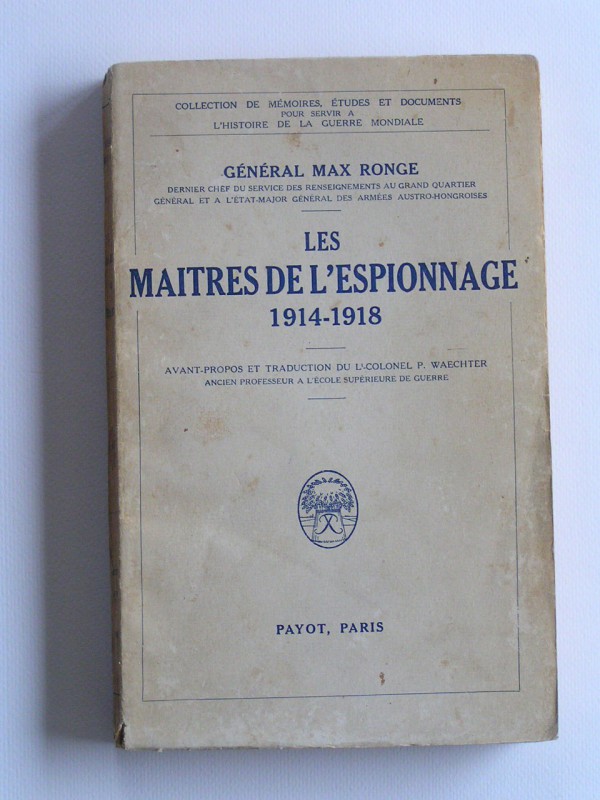 COLLECTION DE MÉMOIRES, ÉTUDES ET DOCUMENTS
POUR SERVIR A
L'HISTOIRE DE LA GUERRE MONDIALE
GÉNÉRAL MAX RONGE
DERNIER CHEF DU SERVICE DES RENSEIGNEMENTS AU GRAND QUARTIER
GÉNÉRAL ET A L'ÉTAT-MAJOR GÉNÉRAL DES ARMÉES AUSTRO-HONGROISES
LES
MAITRES DE L'ESPIONNAGE
1914-1918
AVANT-PROPOS ET TRADUCTION DU Lt-COLONEL P. WAECHTER
ANCIEN PROFESSEUR A L'ÉCOLE SUPÉRIEURE DE GUERRE
PAYOT, PARIS